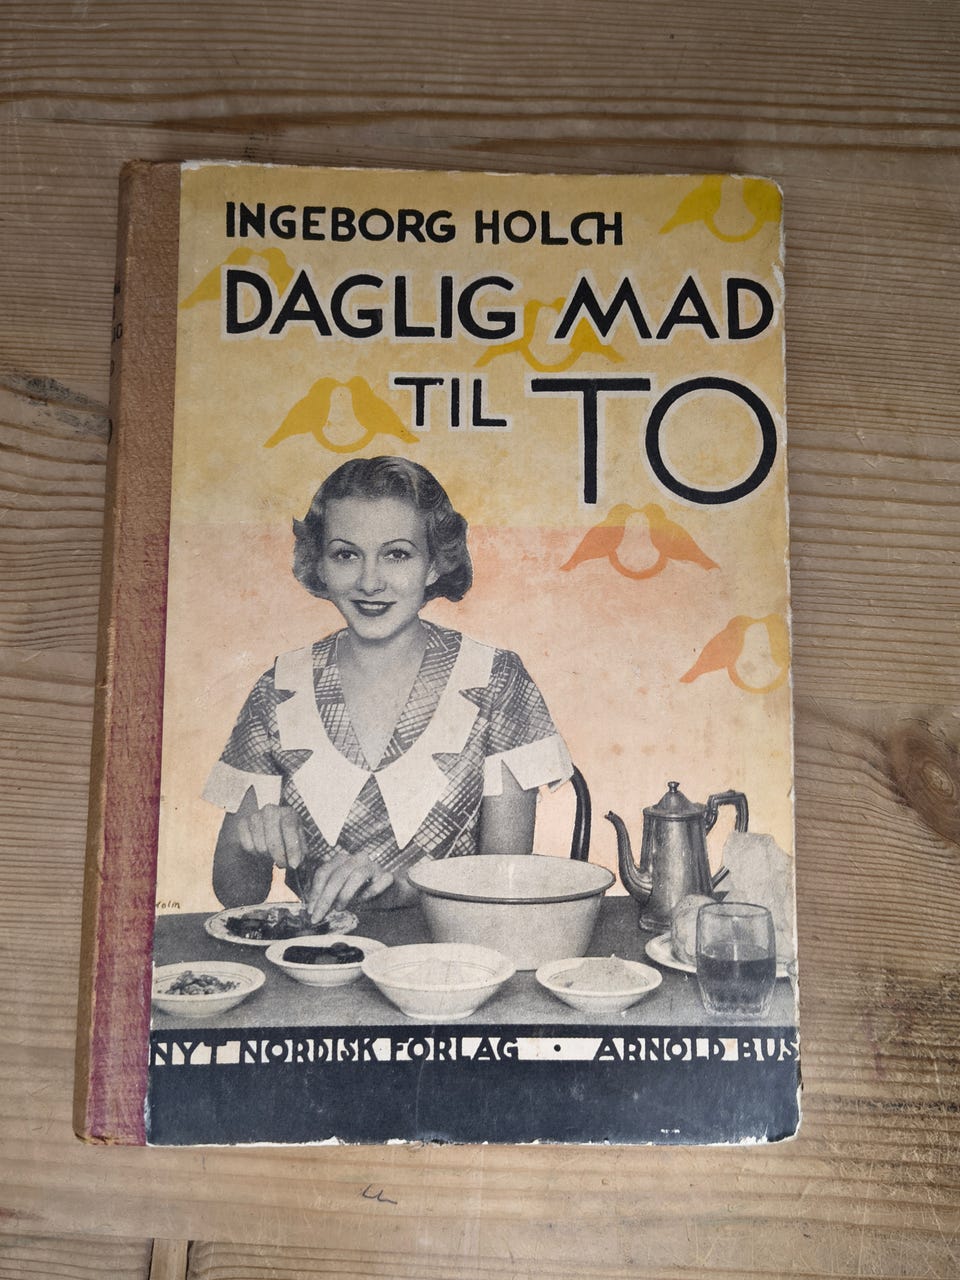 INGEBORG HOLCH
DAGLIG MAD
TIL TO
NYT NORDISK FORLAG · ARNOLD BUS